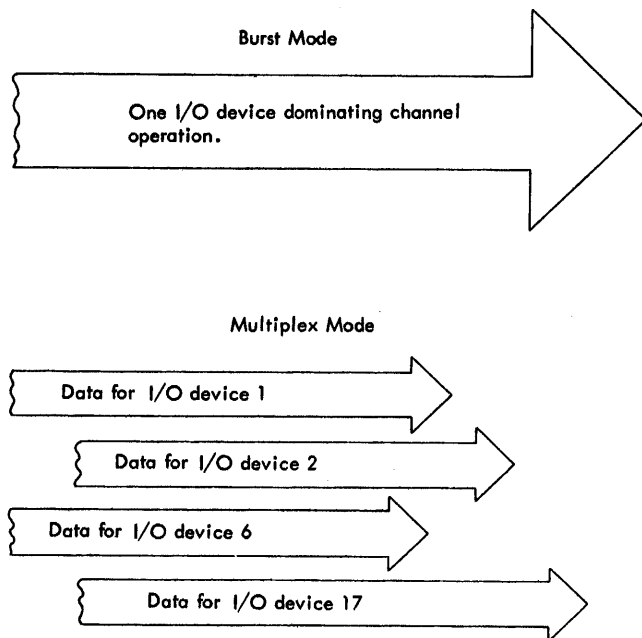 Burst Mode
One I/O device dominating channel
operation.
Multiplex Mode
Data for I/O device 1
Data for I/O device 2
Data for I/O device 6
Data for I/O device 17